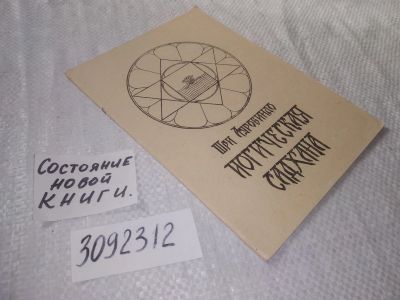 Шри Ауробиндо
ЙОГИЧЕСКАЯ
САДХАНА
Состояние
новой
КНИГИ.
3092312